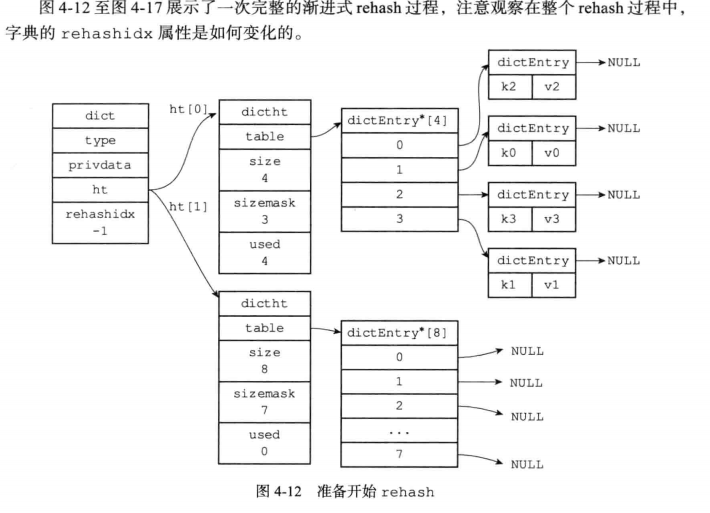 图 4-12 至图 4-17 展示了一次完整的渐进式 rehash 过程，注意观察在整个 rehash 过程中，
字典的 rehashidx 属性是如何变化的。
dict
type
privdata
ht
rehashidx
-1
ht[0]
ht[1]
dictht
table
size
4
sizemask
3
used
4
dictEntry*[4]
0
1
2
3
dictEntry
k2 v2
NULL
dictEntry
k0 v0
NULL
dictEntry
k3 v3
NULL
dictEntry
k1 v1
NULL
dictht
table
size
8
sizemask
7
used
0
dictEntry*[8]
0
1
2
...
7
NULL
NULL
NULL
NULL
图 4-12 准备开始 rehash